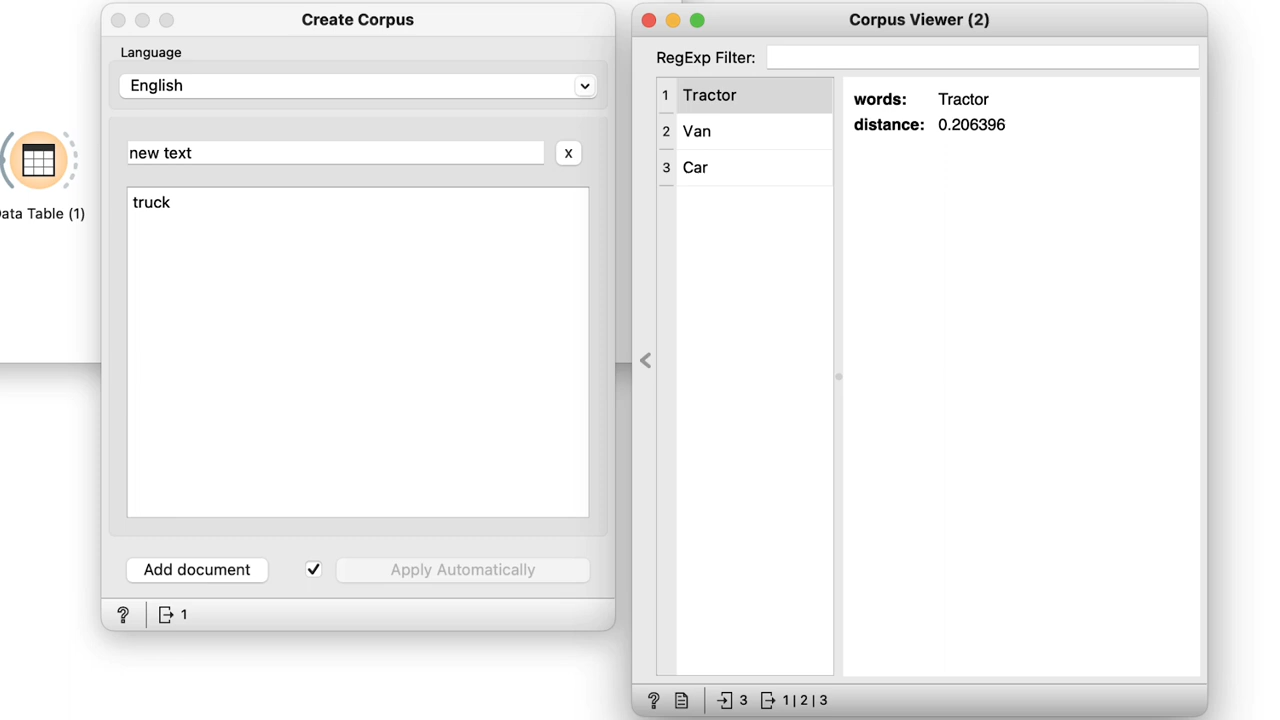 Create Corpus
Language
English
new text
x
truck
Add document
Apply Automatically
? 1
ata Table (1)
Corpus Viewer (2)
RegExp Filter:
1 Tractor
2 Van
3 Car
words: Tractor
distance: 0.206396
? 3 1 | 2 | 3